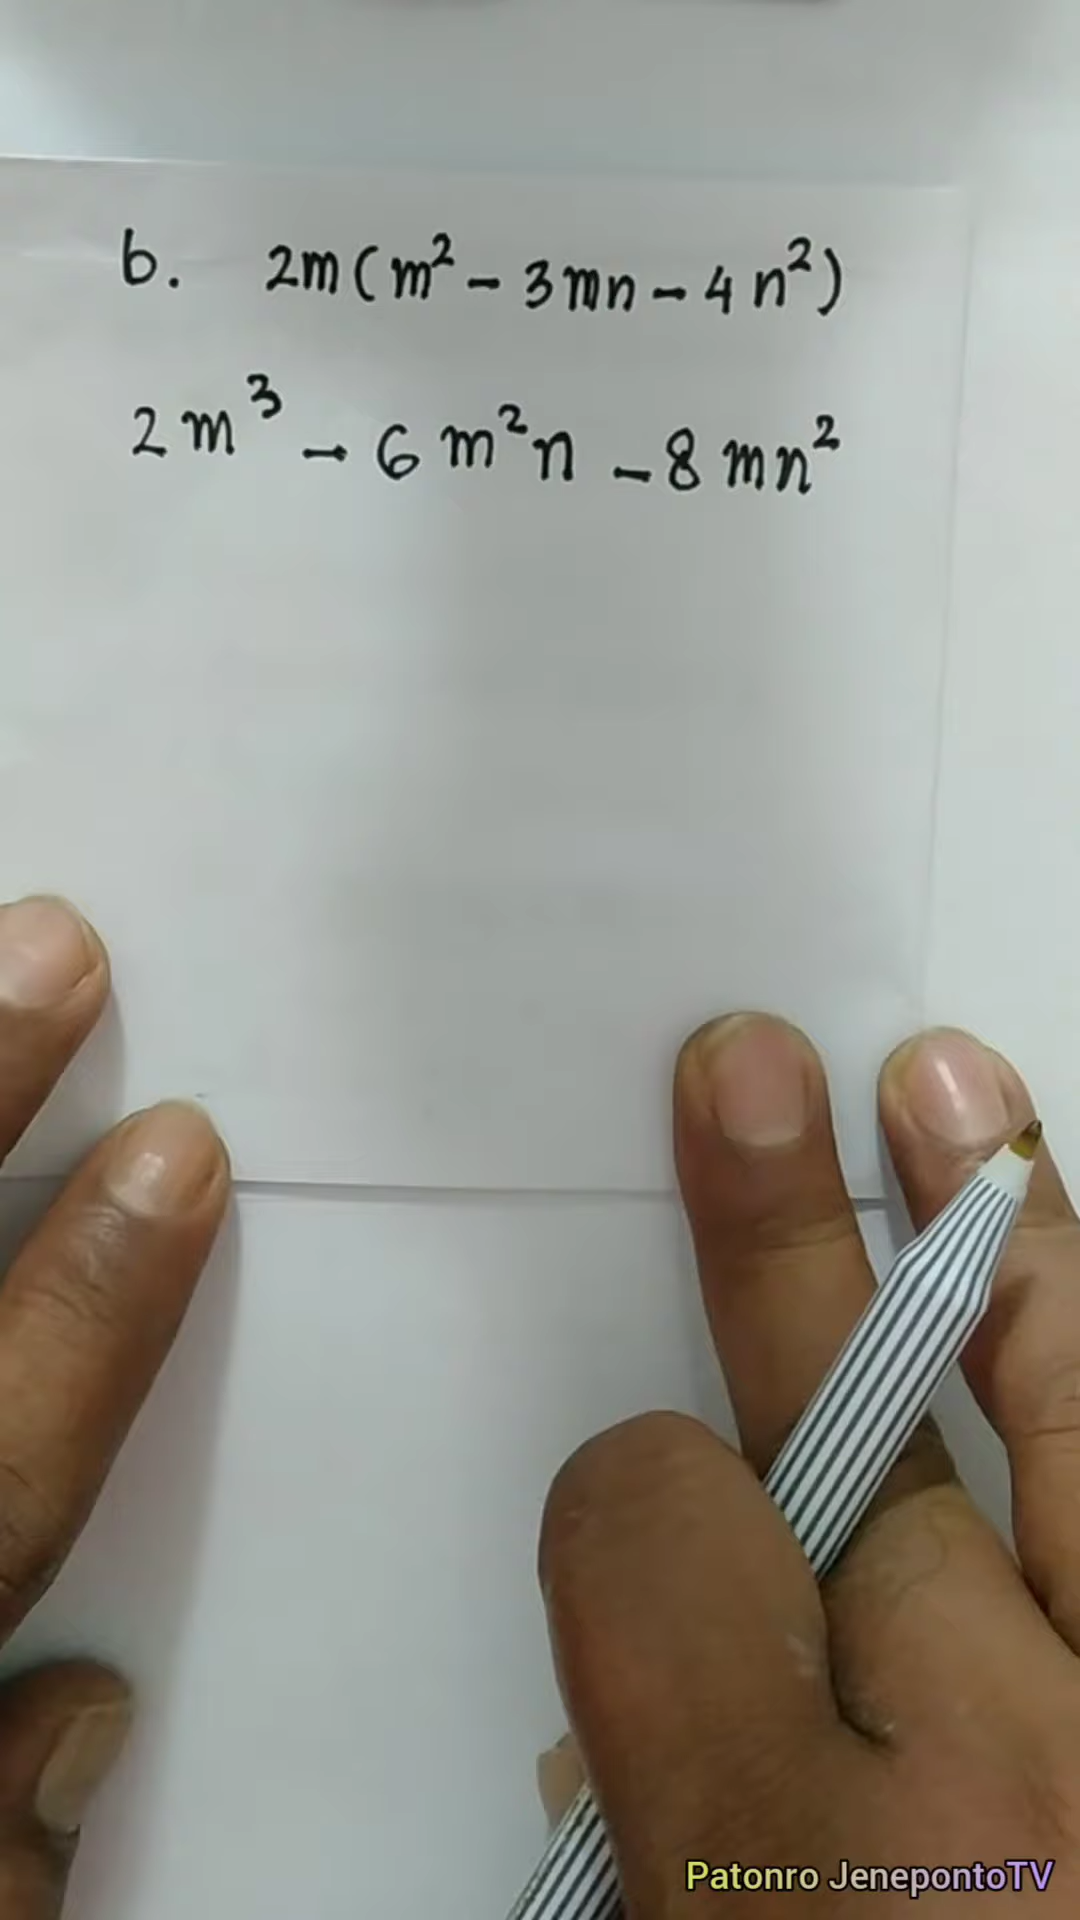 b. 2m(m² - 3mn - 4n²)
2m³ - 6m²n - 8mn²
Patonro JenepontoTV